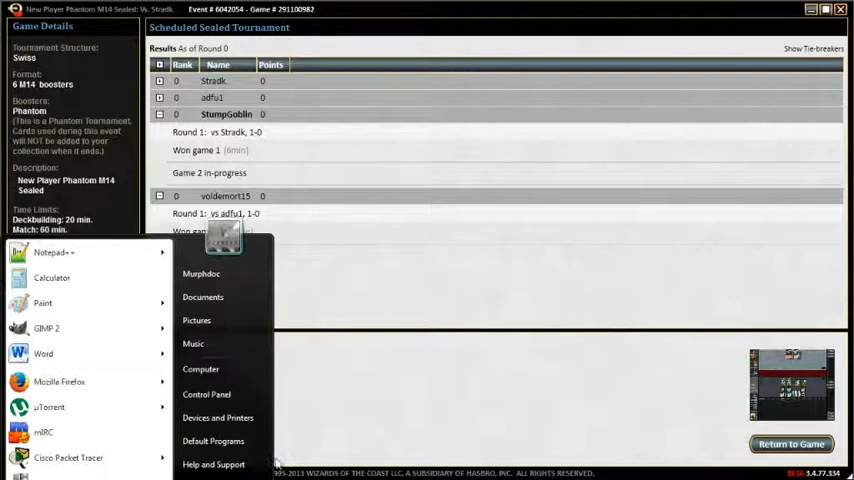 New Player Phantom M14 Sealed: Vs. Stradk. Event # 6042054 - Game # 291100982
Game Details
Tournament Structure:
Swiss
Format:
6 M14 boosters
Boosters:
Phantom
(This is a Phantom Tournament.
Cards used during this event
will NOT be added to your
collection when it ends.)
Description:
New Player Phantom M14
Sealed
Time Limits:
Deckbuilding: 20 min.
Match: 60 min.
Scheduled Sealed Tournament
Results As of Round 0
Show Tie-breakers
Rank Name Points
0 Stradk. 0
0 adfu1 0
0 StumpGoblin 0
Round 1: vs Stradk, 1-0
Won game 1 (6min)
Game 2 in-progress
0 voldemort15 0
Round 1: vs adfu1, 1-0
Notepad++
Calculator
Paint
GIMP 2
Word
Mozilla Firefox
µTorrent
mIRC
Cisco Packet Tracer
Murphdoc
Documents
Pictures
Music
Computer
Control Panel
Devices and Printers
Default Programs
Help and Support
Return to Game
995-2013 WIZARDS OF THE COAST LLC, A SUBSIDIARY OF HASBRO, INC. ALL RIGHTS RESERVED.
BETA 3.4.77.334